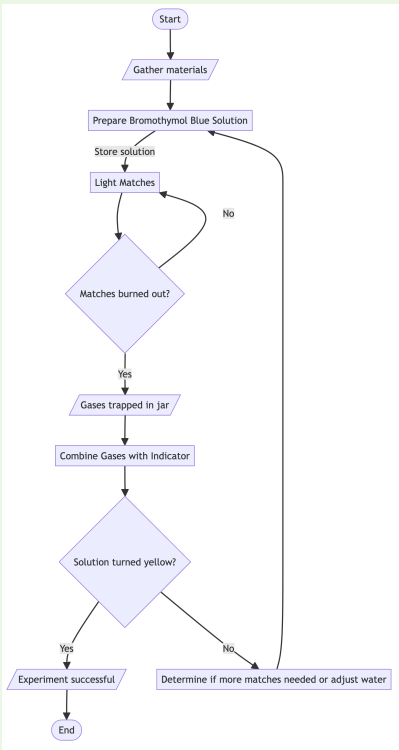 Start
Gather materials
Prepare Bromothymol Blue Solution
Store solution
Light Matches
No
Matches burned out?
Yes
Gases trapped in jar
Combine Gases with Indicator
Solution turned yellow?
Yes
No
Experiment successful
Determine if more matches needed or adjust water
End